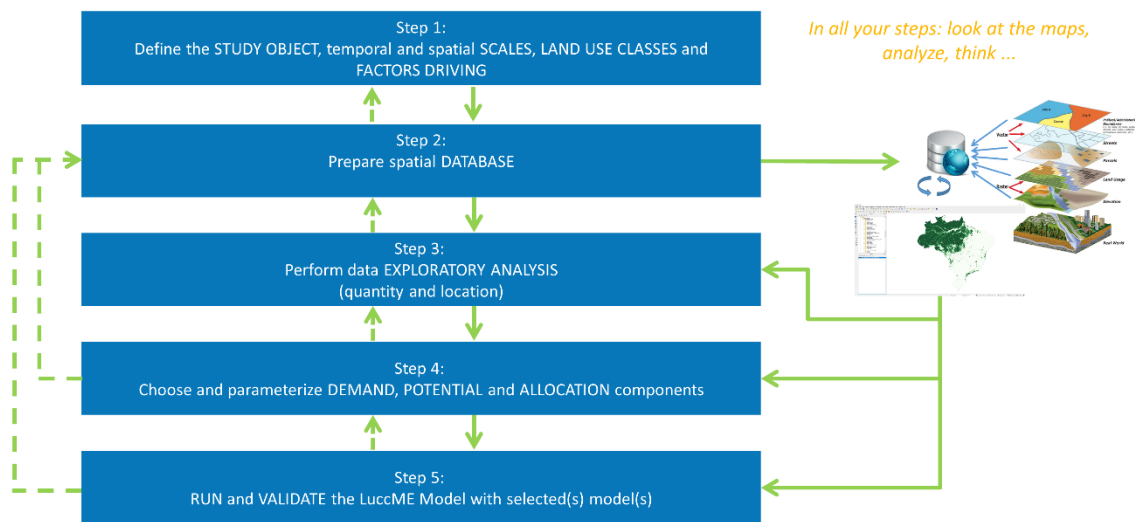 Step 1:
Define the STUDY OBJECT, temporal and spatial SCALES, LAND USE CLASSES and
FACTORS DRIVING
In all your steps: look at the maps,
analyze, think ...
Step 2:
Prepare spatial DATABASE
Step 3:
Perform data EXPLORATORY ANALYSIS
(quantity and location)
Step 4:
Choose and parameterize DEMAND, POTENTIAL and ALLOCATION components
Step 5:
RUN and VALIDATE the LuccME Model with selected(s) model(s)
Vector
Streets
Parcels
Land Usage
Raster
Elevation
Real World